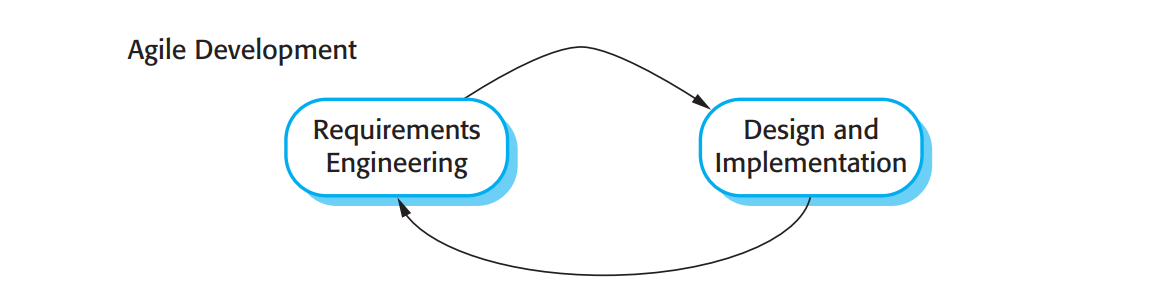 Agile Development
Requirements
Engineering
Design and
Implementation